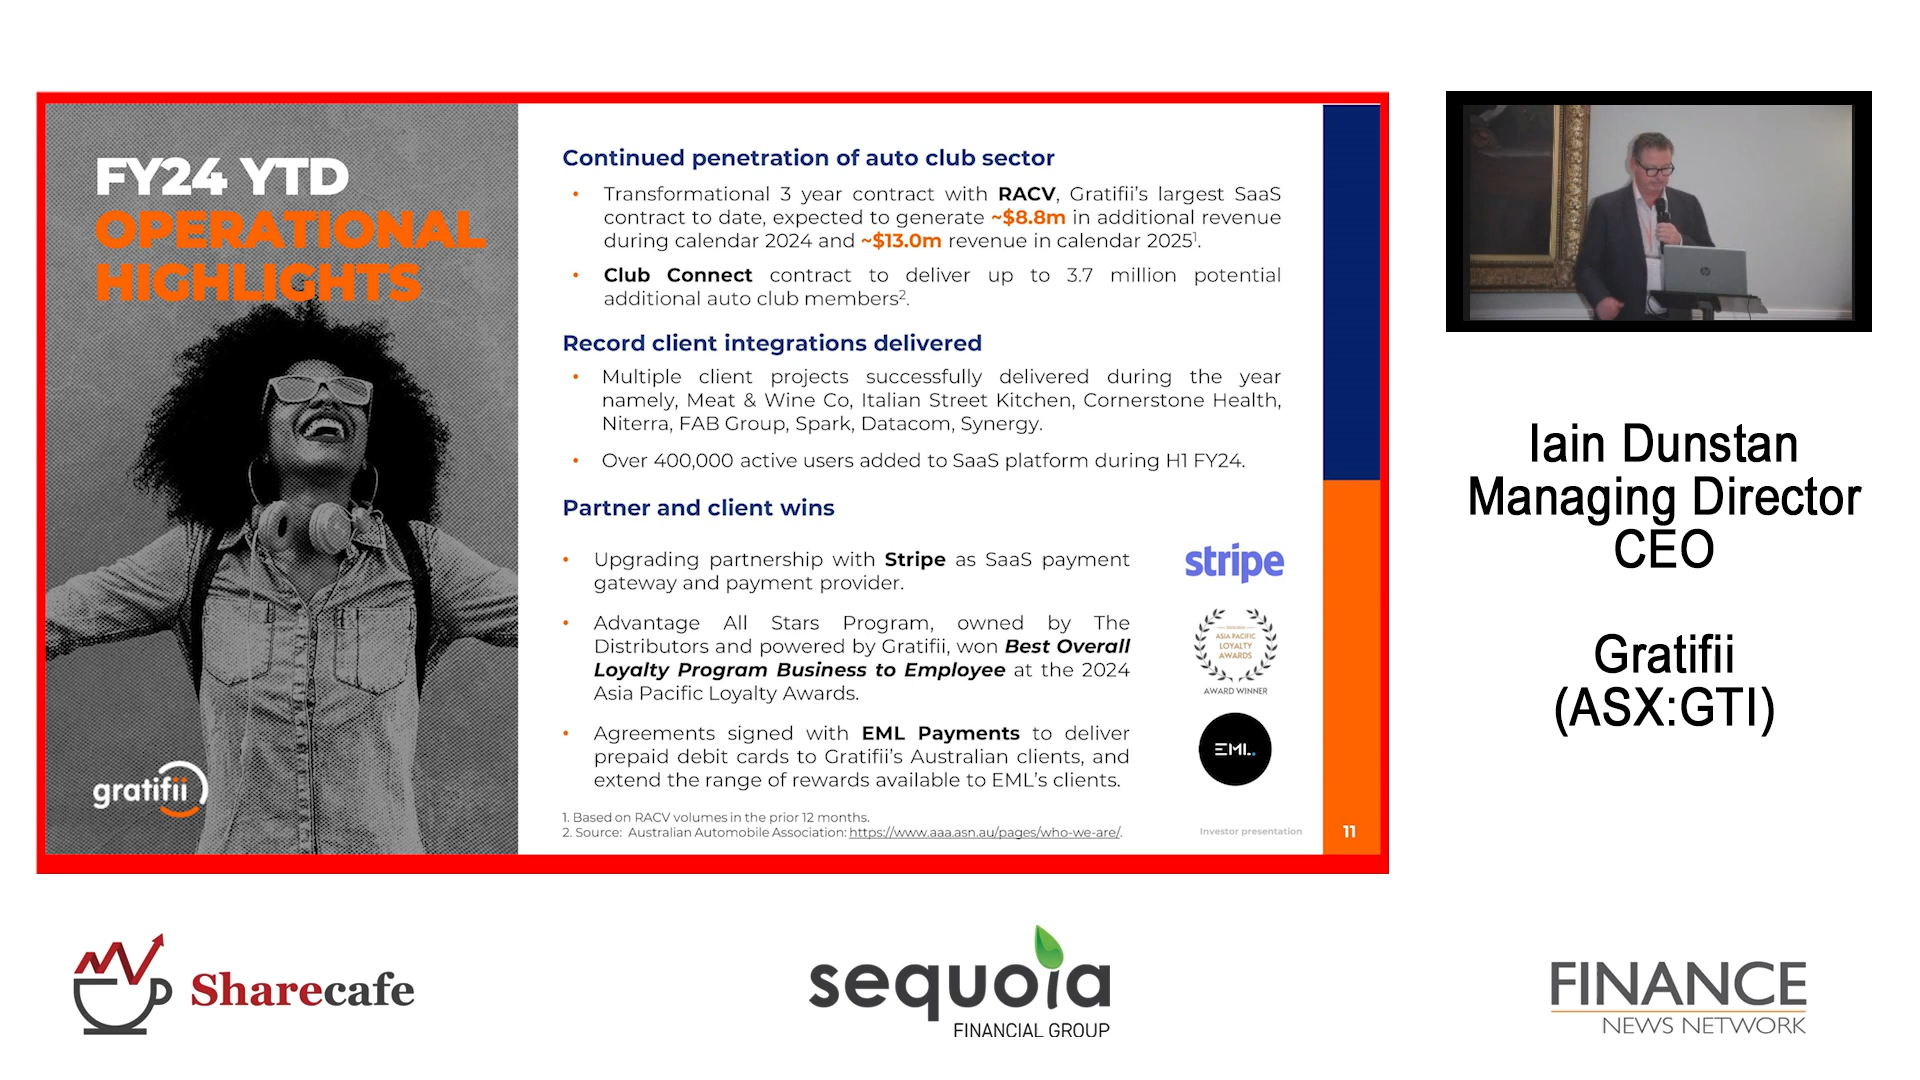 FY24 YTD
OPERATIONAL
HIGHLIGHTS
gratifii
Continued penetration of auto club sector
• Transformational 3 year contract with RACV, Gratifii's largest SaaS
contract to date, expected to generate ~$8.8m in additional revenue
during calendar 2024 and ~$13.0m revenue in calendar 2025¹.
• Club Connect contract to deliver up to 3.7 million potential
additional auto club members².
Record client integrations delivered
• Multiple client projects successfully delivered during the year
namely, Meat & Wine Co, Italian Street Kitchen, Cornerstone Health,
Niterra, FAB Group, Spark, Datacom, Synergy.
• Over 400,000 active users added to SaaS platform during H1 FY24.
Partner and client wins
• Upgrading partnership with Stripe as SaaS payment
gateway and payment provider.
stripe
• Advantage All Stars Program, owned by The
Distributors and powered by Gratifii, won Best Overall
Loyalty Program Business to Employee at the 2024
Asia Pacific Loyalty Awards.
ASIA PACIFIC
LOYALTY
AWARDS
AWARD WINNER
• Agreements signed with EML Payments to deliver
prepaid debit cards to Gratifii's Australian clients, and
extend the range of rewards available to EML's clients.
EML.
1. Based on RACV volumes in the prior 12 months.
2. Source: Australian Automobile Association: https://www.aaa.asn.au/pages/who-we-are/.
Investor presentation
11
Iain Dunstan
Managing Director
CEO
Gratifii
(ASX:GTI)
Sharecafe
sequoia
FINANCIAL GROUP
FINANCE
NEWS NETWORK